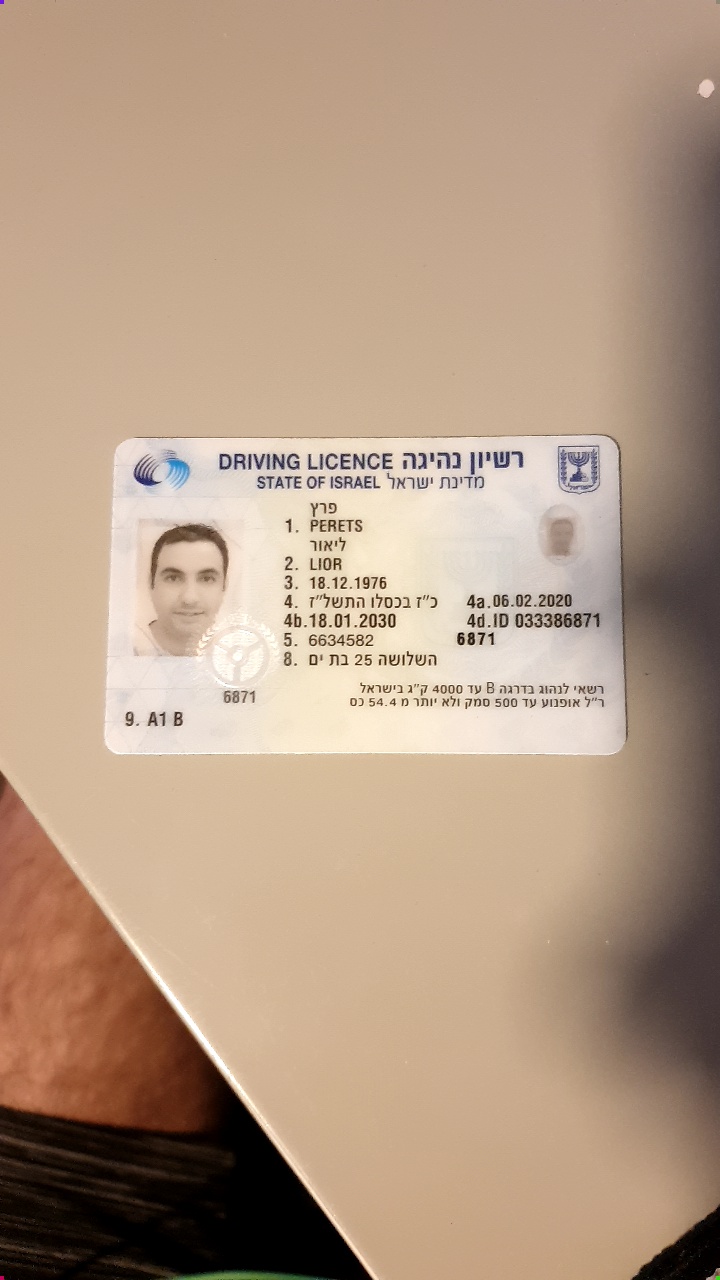 DRIVING LICENCE רשיון נהיגה
STATE OF ISRAEL מדינת ישראל
פרץ
1. PERETS
ליאור
2. LIOR
3. 18.12.1976
4. כ"ז בכסלו התשל"ז 4a.06.02.2020
4b.18.01.2030 4d.ID 033386871
5. 6634582 6871
8. השלושה 25 בת ים
רשאי לנהוג בדרגה B עד 4000 ק"ג בישראל
6871
ר"ל אופנוע עד 500 סמק ולא יותר מ 54.4 כס
9. A1 B